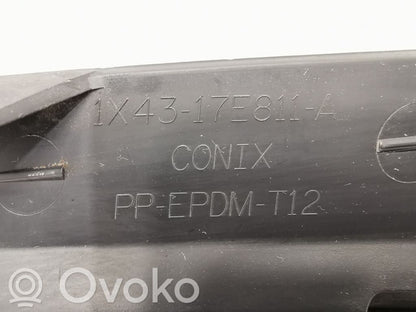 1X43-17E811-A
CONIX
PP-EPDM-T12
Ovoko